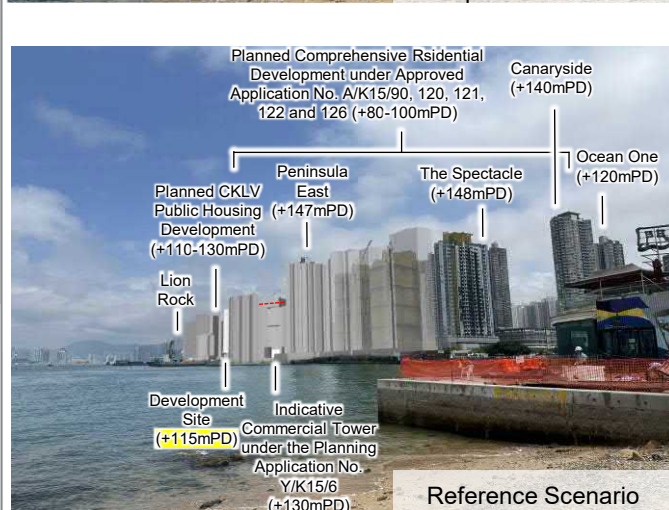 Planned Comprehensive Rsidential
Development under Approved
Application No. A/K15/90, 120, 121,
122 and 126 (+80-100mPD)
Canaryside
(+140mPD)
Ocean One
(+120mPD)
The Spectacle
(+148mPD)
Peninsula
East
(+147mPD)
Planned CKLV
Public Housing
Development
(+110-130mPD)
Lion
Rock
Development
Site
(+115mPD)
Indicative
Commercial Tower
under the Planning
Application No.
Y/K15/6
(+130mPD)
Reference Scenario